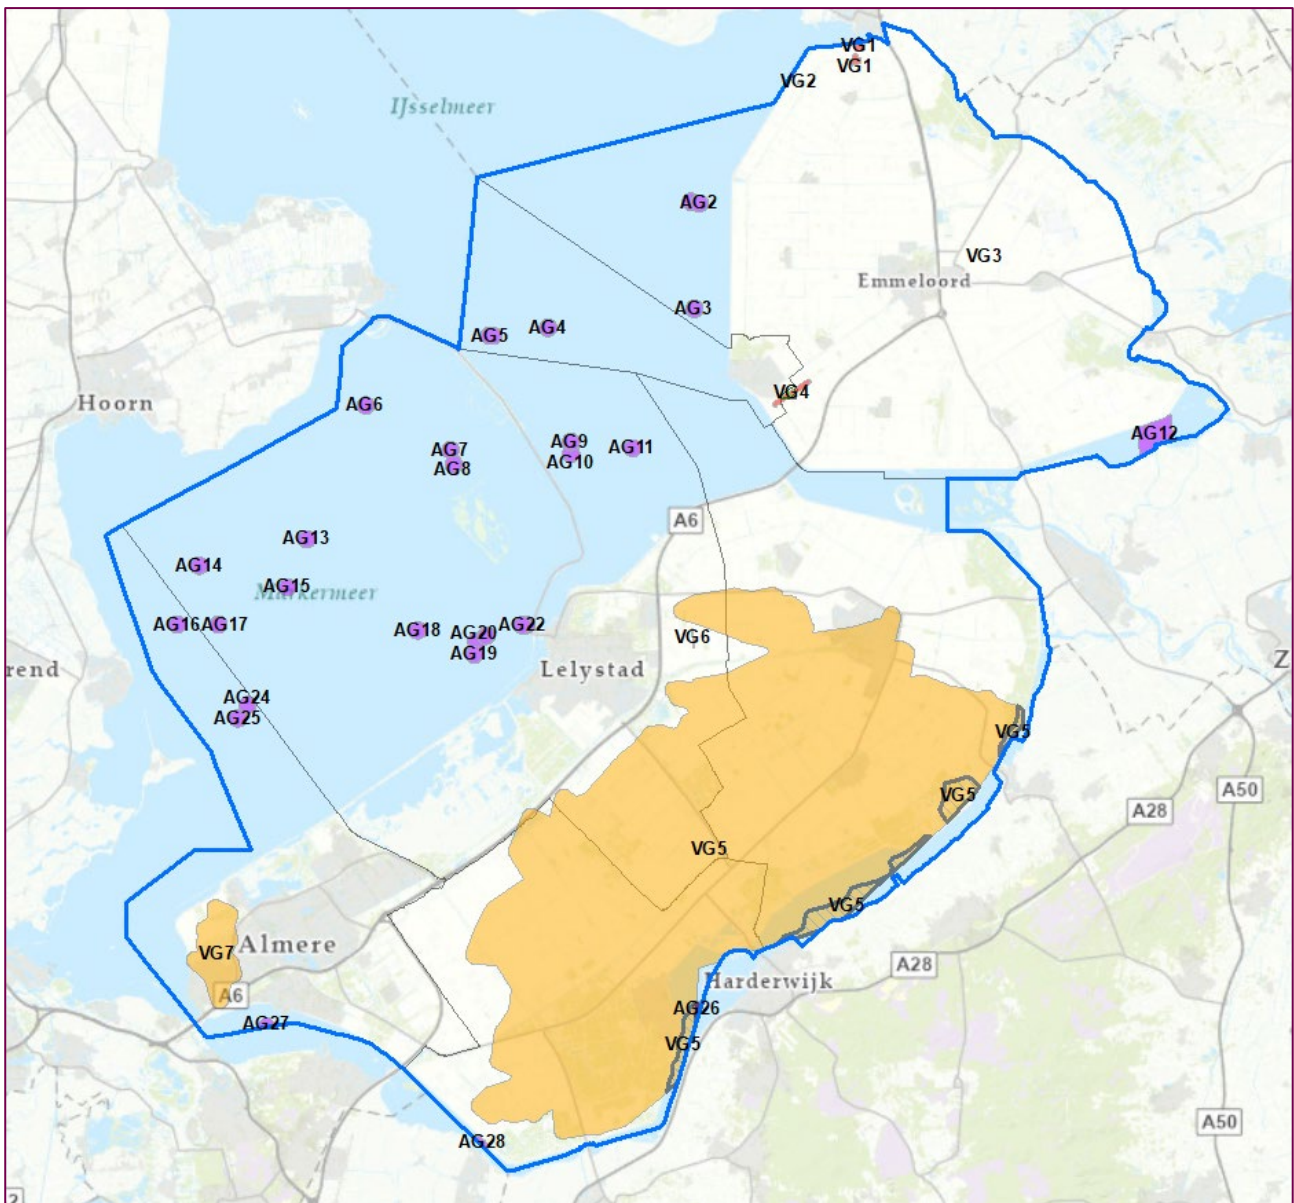 VG1
VG1
VG2
IJsselmeer
AG2
VG3
Emmeloord
AG3
AG4
AG5
VG4
Hoorn
AG6
AG12
AG9
AG7
AG11
AG10
AG8
A6
AG13
AG14
AG15
Markermeer
AG16
AG17
AG18
AG22
AG20
VG6
AG19
Lelystad
rend
Z
AG24
AG25
VG5
A50
VG5
A28
VG5
VG5
Almere
VG7
A28
Harderwijk
A6
AG26
AG27
VG5
A50
AG28
2